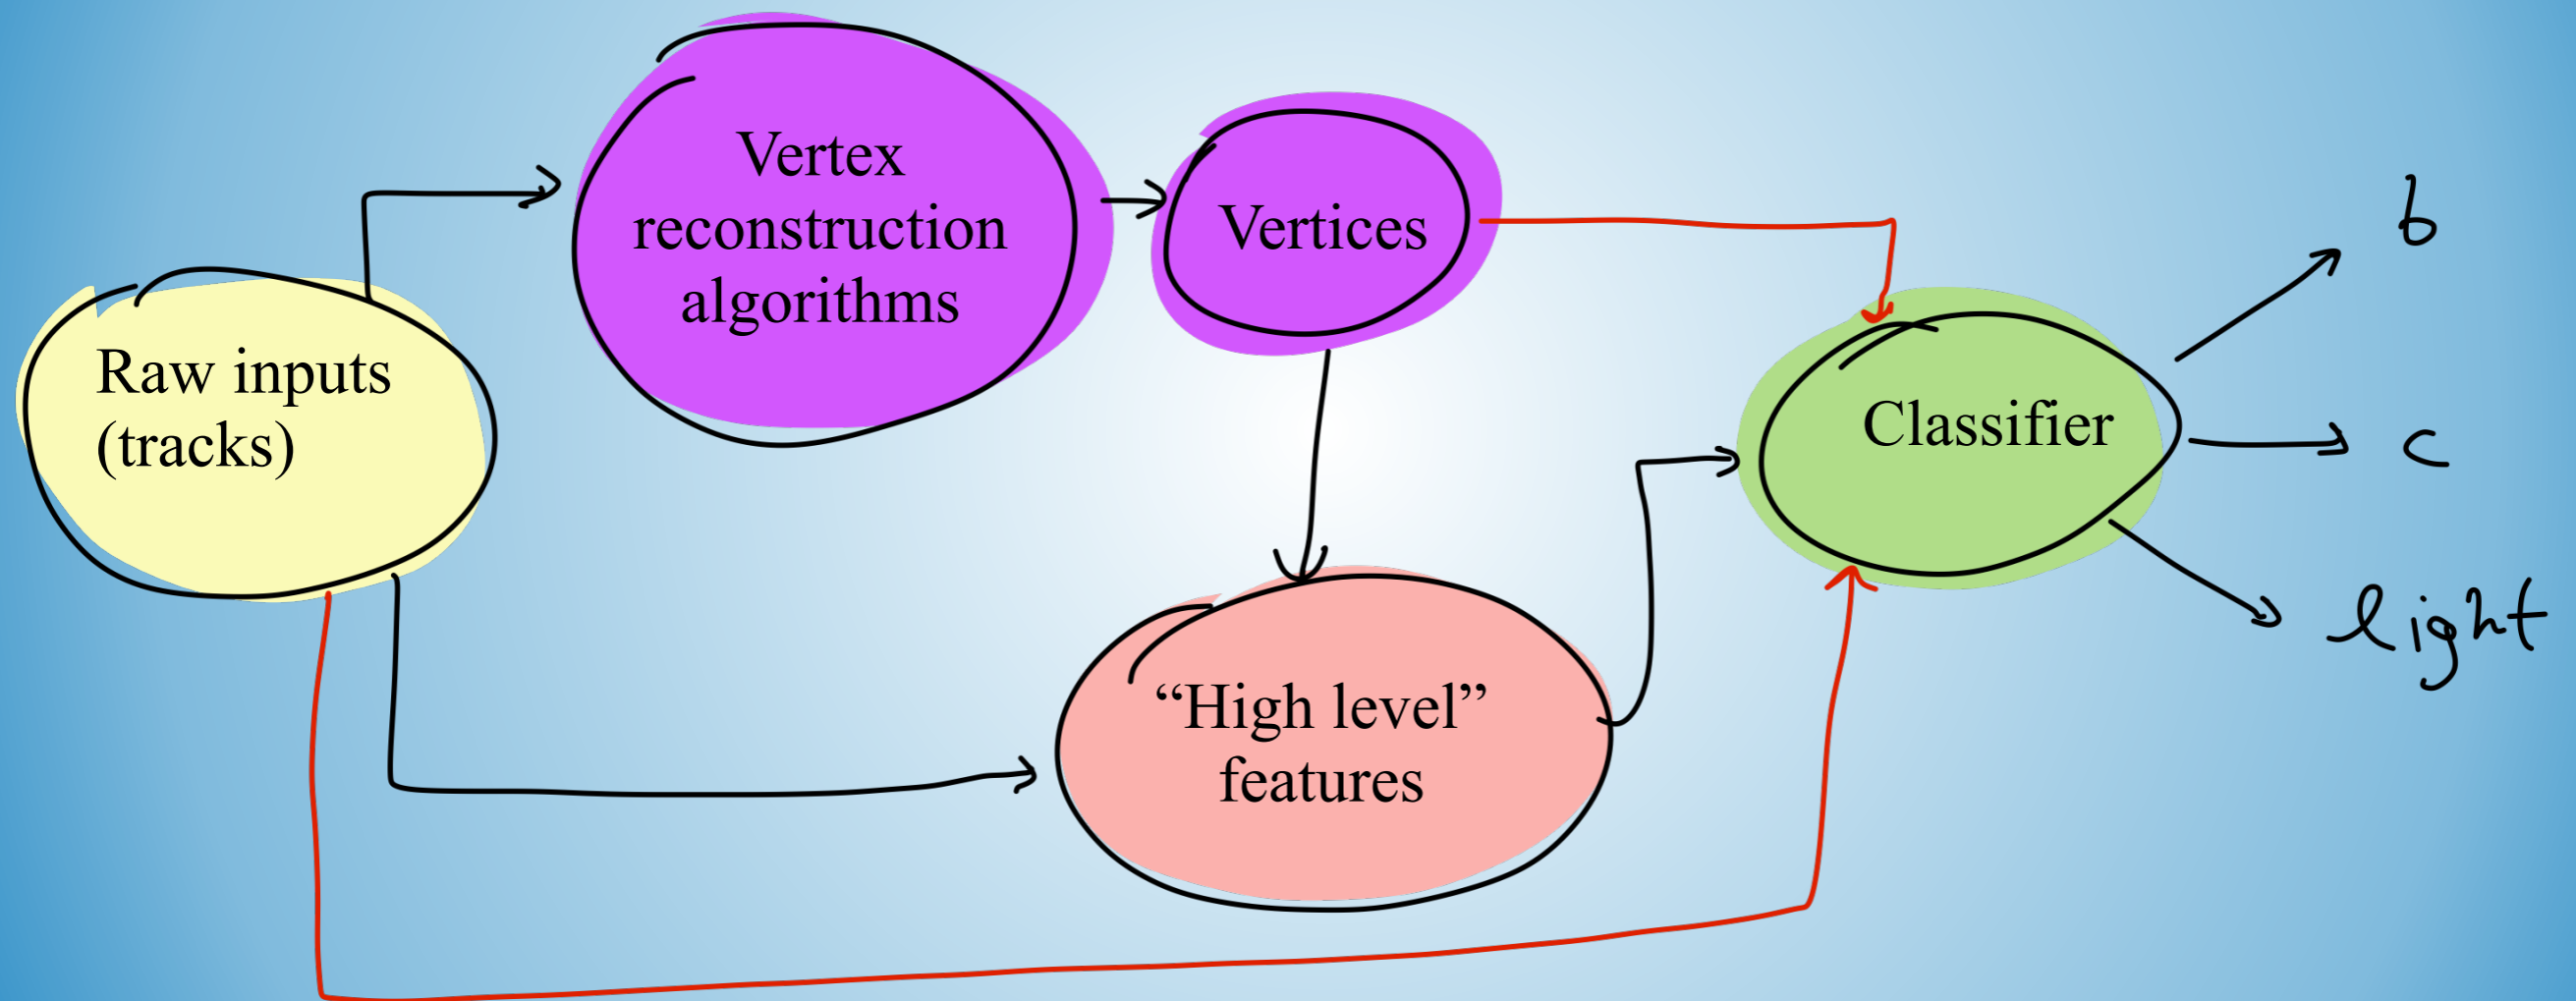 Raw inputs
(tracks)
Vertex
reconstruction
algorithms
Vertices
“High level”
features
Classifier
b
c
light